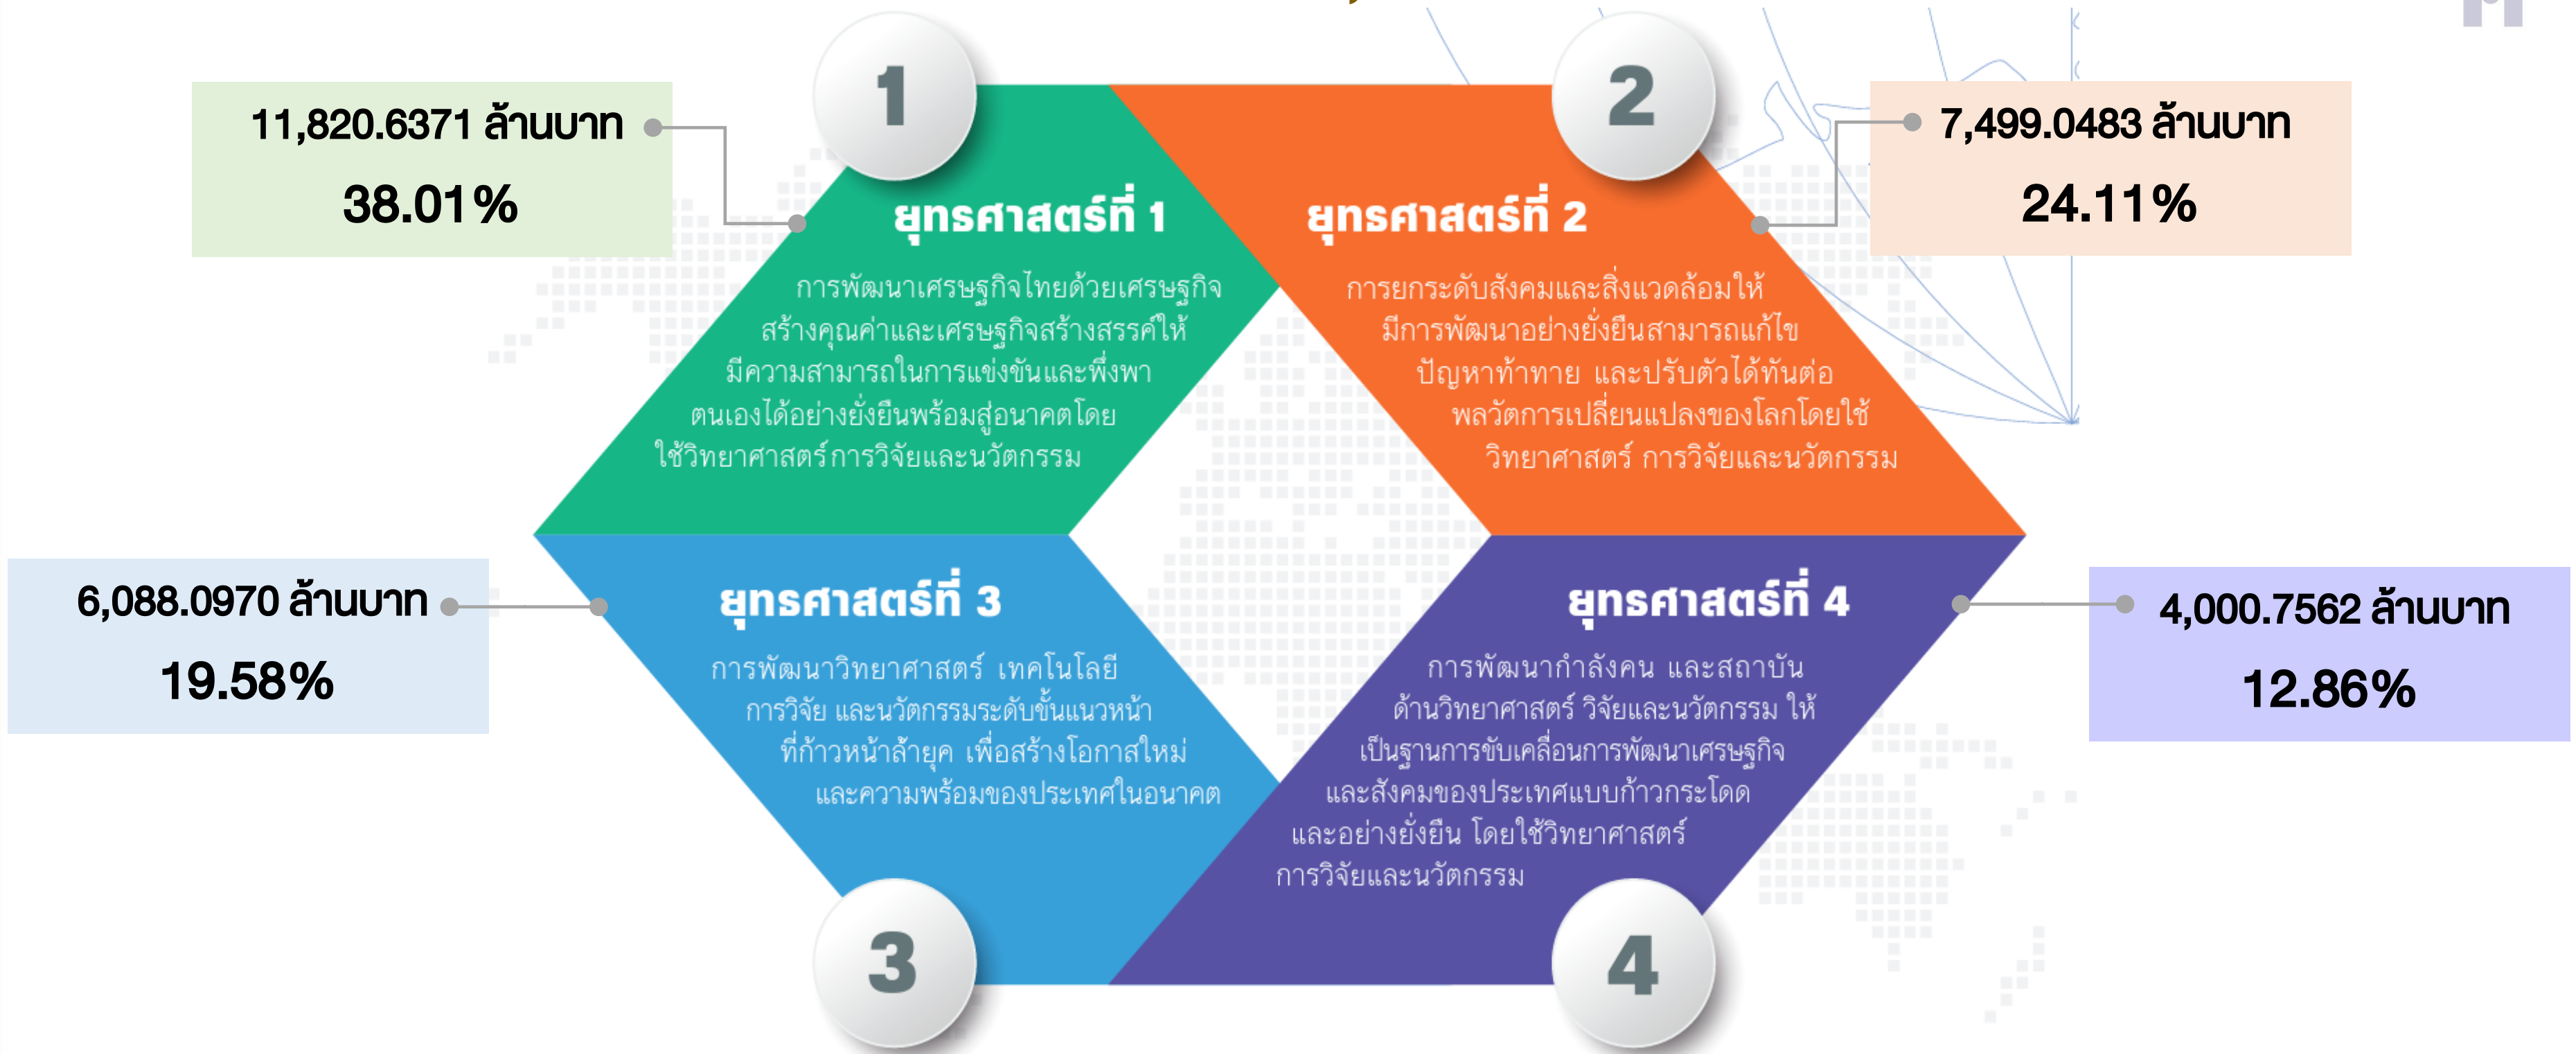 1
11,820.6371 ล้านบาท
38.01%
ยุทธศาสตร์ที่ 1
การพัฒนาเศรษฐกิจไทยด้วยเศรษฐกิจ
สร้างคุณค่าและเศรษฐกิจสร้างสรรค์ให้
มีความสามารถในการแข่งขันและพึ่งพา
ตนเองได้อย่างยั่งยืนพร้อมสู่อนาคตโดย
ใช้วิทยาศาสตร์การวิจัยและนวัตกรรม
2
7,499.0483 ล้านบาท
24.11%
ยุทธศาสตร์ที่ 2
การยกระดับสังคมและสิ่งแวดล้อมให้
มีการพัฒนาอย่างยั่งยืนสามารถแก้ไข
ปัญหาท้าทาย และปรับตัวได้ทันต่อ
พลวัตการเปลี่ยนแปลงของโลกโดยใช้
วิทยาศาสตร์ การวิจัยและนวัตกรรม
6,088.0970 ล้านบาท
19.58%
ยุทธศาสตร์ที่ 3
การพัฒนาวิทยาศาสตร์ เทคโนโลยี
การวิจัย และนวัตกรรมระดับขั้นแนวหน้า
ที่ก้าวหน้าล้ายุค เพื่อสร้างโอกาสใหม่
และความพร้อมของประเทศในอนาคต
3
4,000.7562 ล้านบาท
12.86%
ยุทธศาสตร์ที่ 4
การพัฒนากำลังคน และสถาบัน
ด้านวิทยาศาสตร์ วิจัยและนวัตกรรม ให้
เป็นฐานการขับเคลื่อนการพัฒนาเศรษฐกิจ
และสังคมของประเทศแบบก้าวกระโดด
และอย่างยั่งยืน โดยใช้วิทยาศาสตร์
การวิจัยและนวัตกรรม
4